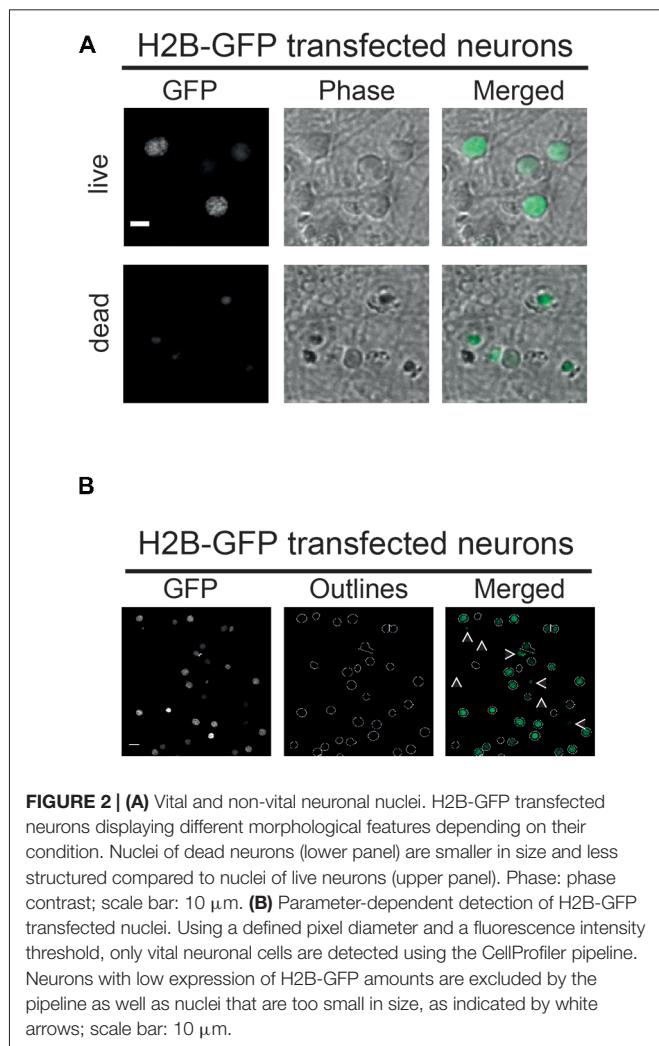 A
H2B-GFP transfected neurons
GFP Phase Merged
live
dead
B
H2B-GFP transfected neurons
GFP Outlines Merged
FIGURE 2 | (A) Vital and non-vital neuronal nuclei. H2B-GFP transfected
neurons displaying different morphological features depending on their
condition. Nuclei of dead neurons (lower panel) are smaller in size and less
structured compared to nuclei of live neurons (upper panel). Phase: phase
contrast; scale bar: 10 μm. (B) Parameter-dependent detection of H2B-GFP
transfected nuclei. Using a defined pixel diameter and a fluorescence intensity
threshold, only vital neuronal cells are detected using the CellProfiler pipeline.
Neurons with low expression of H2B-GFP amounts are excluded by the
pipeline as well as nuclei that are too small in size, as indicated by white
arrows; scale bar: 10 μm.